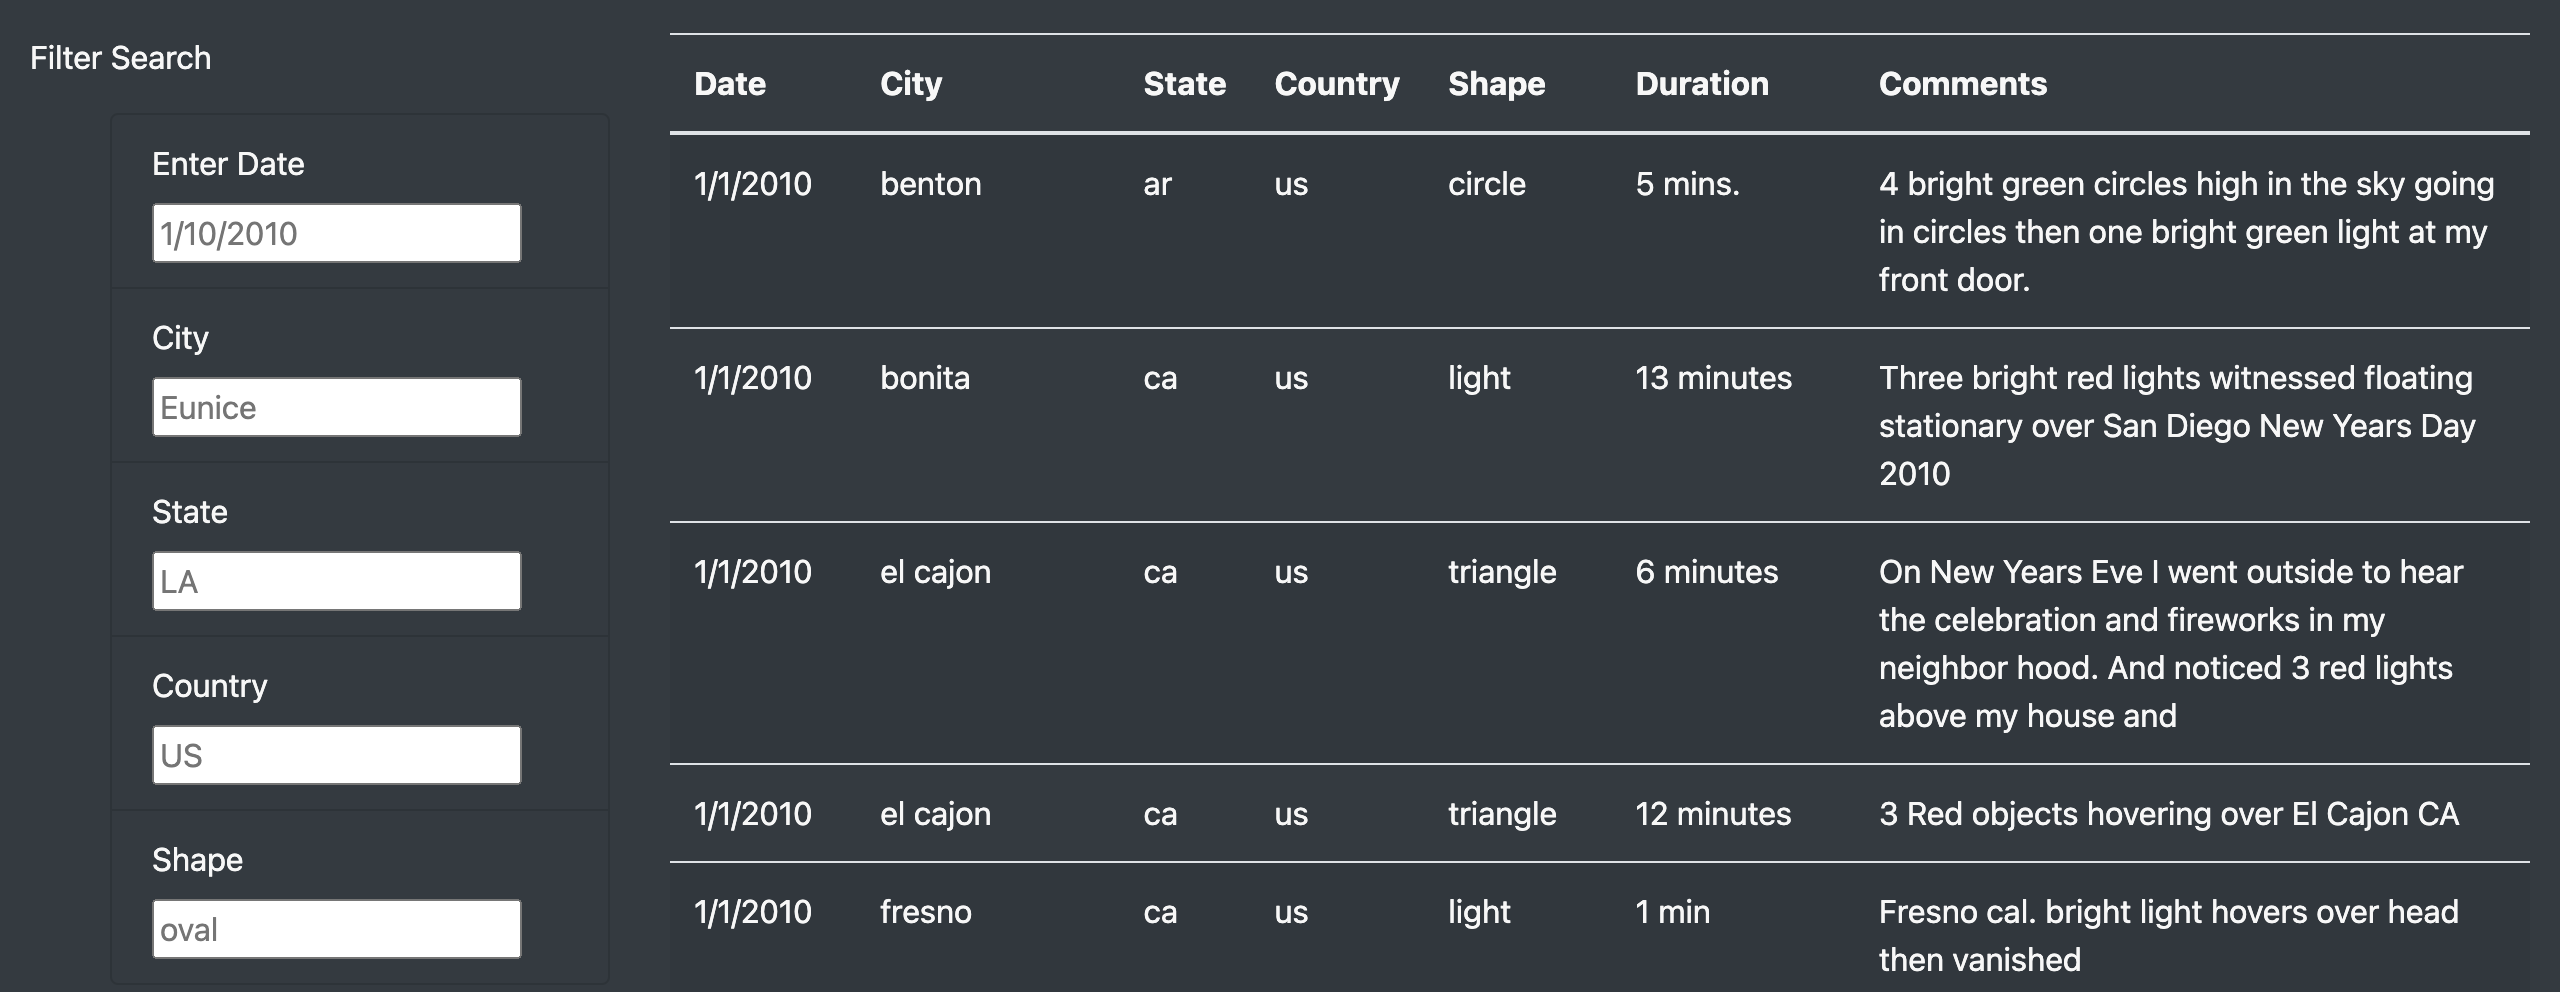 Filter Search
Enter Date
1/10/2010
City
Eunice
State
LA
Country
US
Shape
oval
Date City State Country Shape Duration Comments
1/1/2010 benton ar us circle 5 mins. 4 bright green circles high in the sky going
in circles then one bright green light at my
front door.
1/1/2010 bonita ca us light 13 minutes Three bright red lights witnessed floating
stationary over San Diego New Years Day
2010
1/1/2010 el cajon ca us triangle 6 minutes On New Years Eve I went outside to hear
the celebration and fireworks in my
neighbor hood. And noticed 3 red lights
above my house and
1/1/2010 el cajon ca us triangle 12 minutes 3 Red objects hovering over El Cajon CA
1/1/2010 fresno ca us light 1 min Fresno cal. bright light hovers over head
then vanished